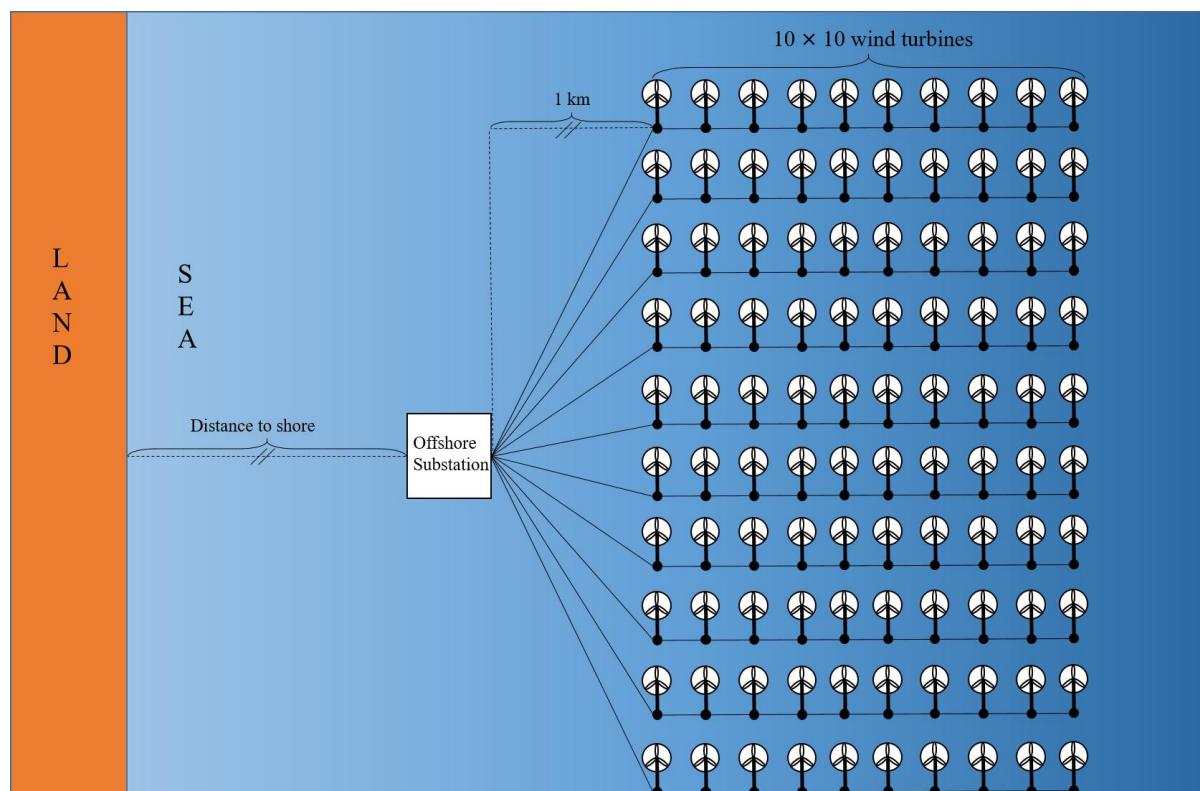 10 × 10 wind turbines
1 km
L
A
N
D
S
E
A
Distance to shore
Offshore
Substation